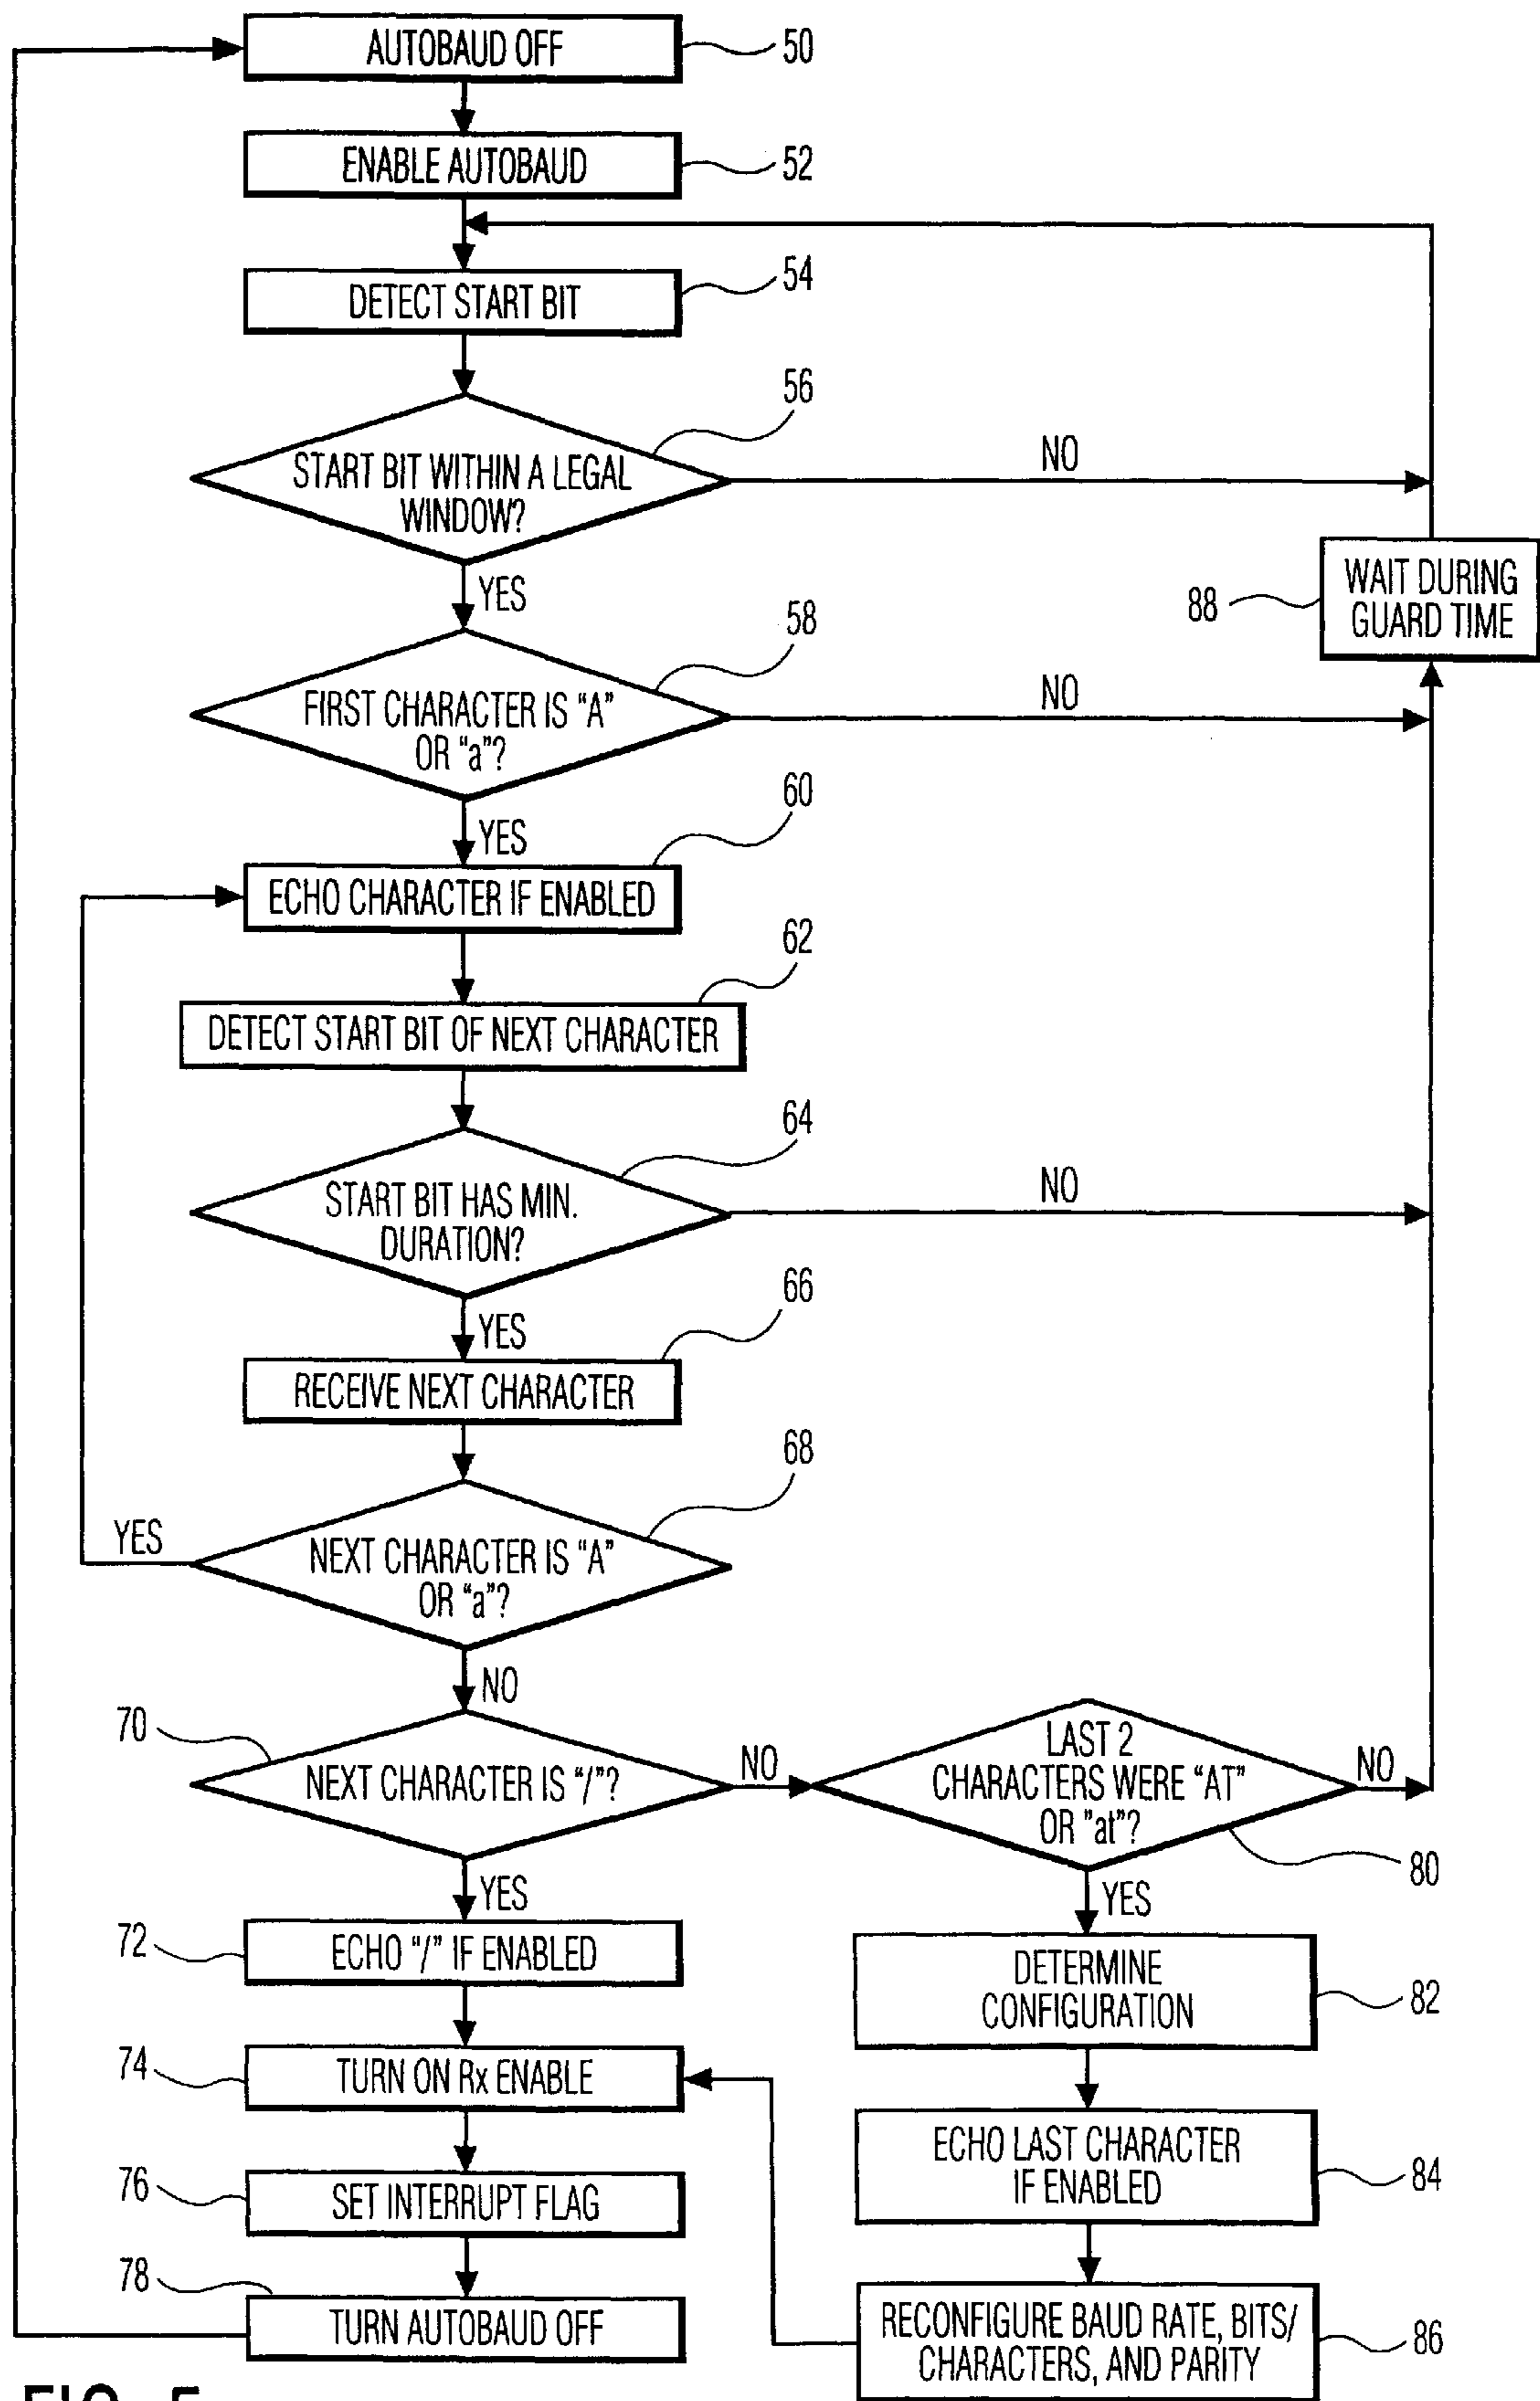 AUTOBAUD OFF
50
ENABLE AUTOBAUD
52
DETECT START BIT
54
56
START BIT WITHIN A LEGAL
WINDOW?
NO
YES
WAIT DURING
GUARD TIME
88
58
FIRST CHARACTER IS "A"
OR "a"?
NO
YES
60
ECHO CHARACTER IF ENABLED
62
DETECT START BIT OF NEXT CHARACTER
64
START BIT HAS MIN.
DURATION?
NO
YES
66
RECEIVE NEXT CHARACTER
68
NEXT CHARACTER IS "A"
OR "a"?
YES
NO
70
NEXT CHARACTER IS "/"?
NO
LAST 2
CHARACTERS WERE "AT"
OR "at"?
NO
80
YES
YES
72
ECHO "/" IF ENABLED
DETERMINE
CONFIGURATION
82
74
TURN ON Rx ENABLE
ECHO LAST CHARACTER
IF ENABLED
84
76
SET INTERRUPT FLAG
78
TURN AUTOBAUD OFF
RECONFIGURE BAUD RATE, BITS/
CHARACTERS, AND PARITY
86